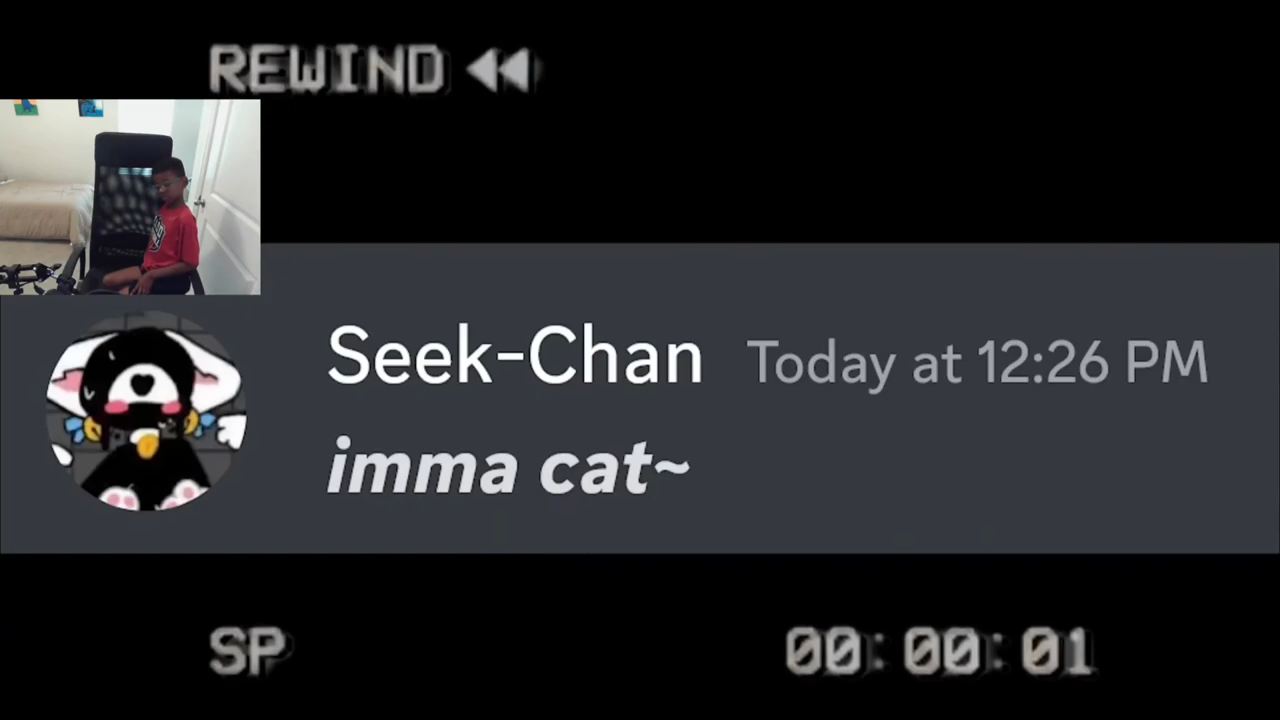 REWIND
Seek-Chan Today at 12:26 PM
imma cat~
SP 00:00:01